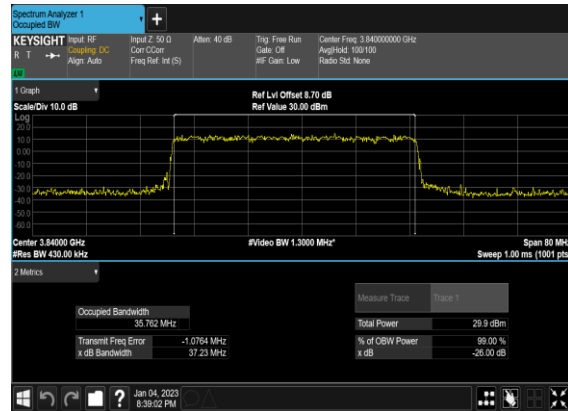 Spectrum Analyzer 1
Occupied BW
KEYSIGHT
R T
LW
Input: RF
Coupling: DC
Align: Auto
Input Z: 50 Ω
Corr CCorr
Freq Ref: Int (S)
Atten: 40 dB
Trig: Free Run
Gate: Off
#IF Gain: Low
Center Freq: 3.840000000 GHz
Avg|Hold: 100/100
Radio Std: None
1 Graph
Scale/Div 10.0 dB
Ref Lvl Offset 8.70 dB
Ref Value 30.00 dBm
Log
20.0
10.0
0.00
-10.0
-20.0
-30.0
-40.0
-50.0
-60.0
Center 3.84000 GHz
#Res BW 430.00 kHz
#Video BW 1.3000 MHz*
Span 80 MHz
Sweep 1.00 ms (1001 pts)
2 Metrics
Measure Trace
Trace 1
Occupied Bandwidth
35.762 MHz
Total Power
29.9 dBm
Transmit Freq Error
-1.0764 MHz
% of OBW Power
99.00 %
x dB Bandwidth
37.23 MHz
x dB
-26.00 dB
?
Jan 04, 2023
8:39:02 PM